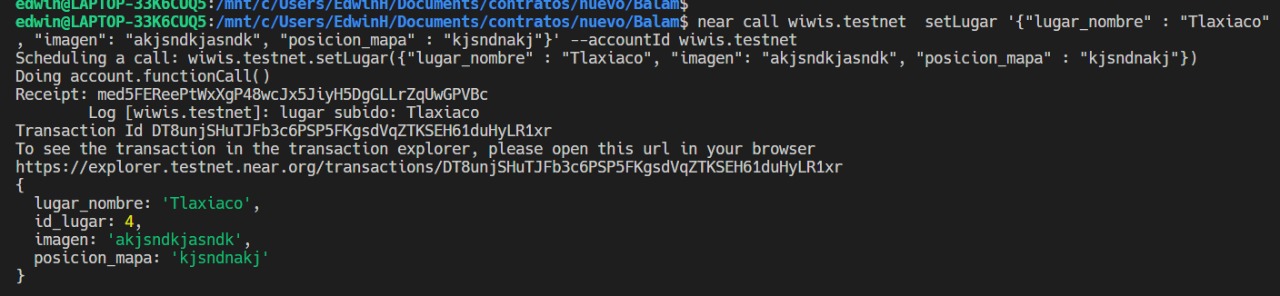 edwin@LAPTOP-33K6CUQ5:/mnt/c/Users/EdwinH/Documents/contratos/nuevo/Balam$
edwin@LAPTOP-33K6CUQ5:/mnt/c/Users/EdwinH/Documents/contratos/nuevo/Balam$ near call wiwis.testnet  setLugar '{"lugar_nombre" : "Tlaxiaco"
, "imagen": "akjsndkjasndk", "posicion_mapa" : "kjsndnakj"}' --accountId wiwis.testnet
Scheduling a call: wiwis.testnet.setLugar({"lugar_nombre" : "Tlaxiaco", "imagen": "akjsndkjasndk", "posicion_mapa" : "kjsndnakj"})
Doing account.functionCall()
Receipt: med5FEReePtWxXgP48wcJx5JiyH5DgGLLrZqUwGPVBc
        Log [wiwis.testnet]: lugar subido: Tlaxiaco
Transaction Id DT8unjSHuTJFb3c6PSP5FKgsdVqZTKSEH61duHyLR1xr
To see the transaction in the transaction explorer, please open this url in your browser
https://explorer.testnet.near.org/transactions/DT8unjSHuTJFb3c6PSP5FKgsdVqZTKSEH61duHyLR1xr
{
  lugar_nombre: 'Tlaxiaco',
  id_lugar: 4,
  imagen: 'akjsndkjasndk',
  posicion_mapa: 'kjsndnakj'
}